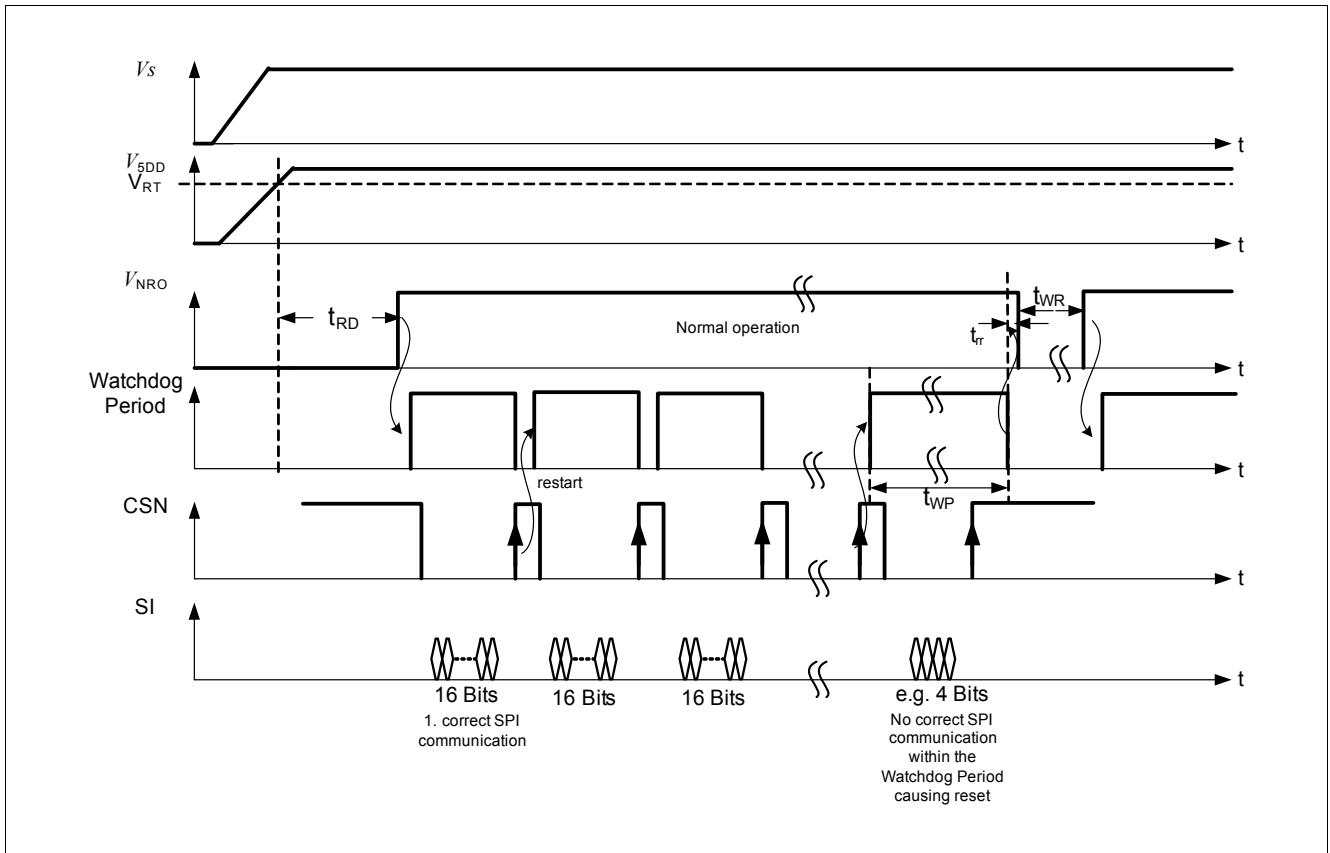 VS
t
V5DD
VRT
t
VNRO
tRD
Normal operation
trr
tWR
t
Watchdog
Period
restart
tWP
t
CSN
t
SI
t
16 Bits
16 Bits
16 Bits
e.g. 4 Bits
1. correct SPI
communication
No correct SPI
communication
within the
Watchdog Period
causing reset